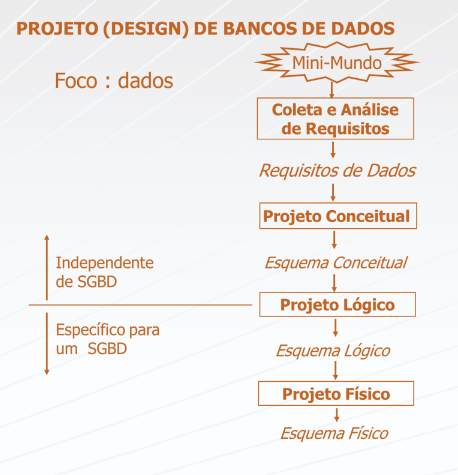 PROJETO (DESIGN) DE BANCOS DE DADOS
Mini-Mundo
Foco : dados
Coleta e Análise
de Requisitos
Requisitos de Dados
Projeto Conceitual
Independente
de SGBD
Esquema Conceitual
Projeto Lógico
Específico para
um SGBD
Esquema Lógico
Projeto Físico
Esquema Físico